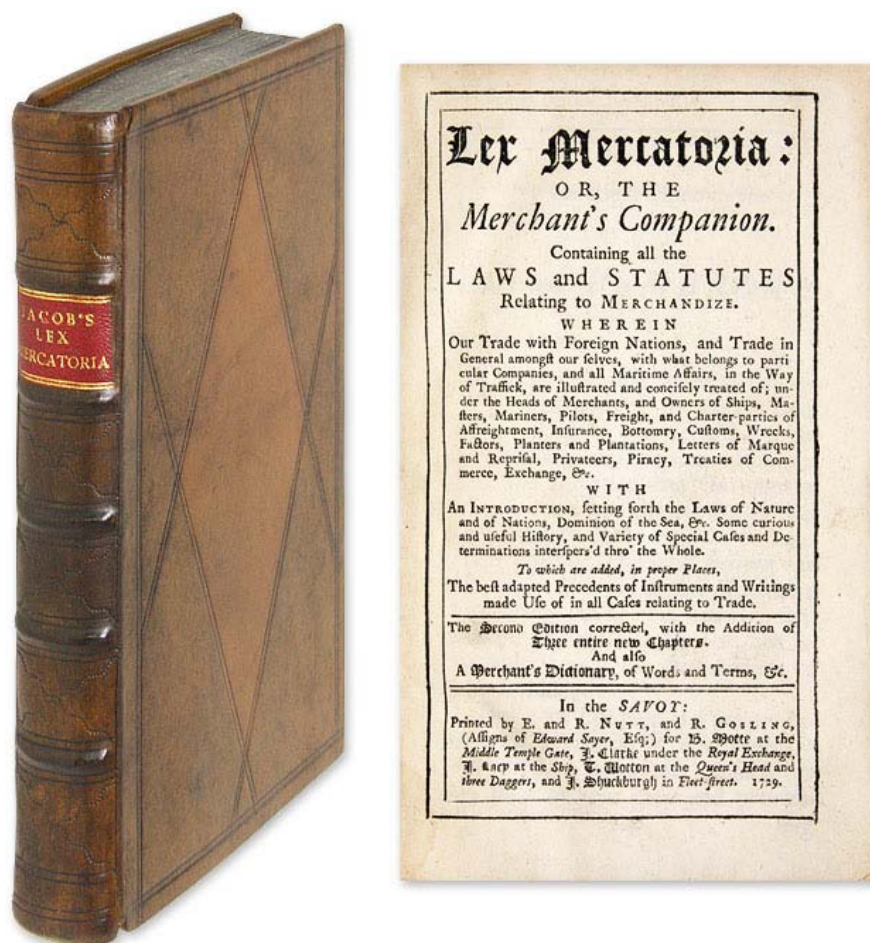 JACOB'S
LEX
MERCATORIA
Lex Mercatoria:
OR, THE
Merchant's Companion.
Containing all the
LAWS and STATUTES
Relating to MERCHANDIZE.
WHEREIN
Our Trade with Foreign Nations, and Trade in
General amongſt our ſelves, with what belongs to parti
cular Companies, and all Maritime Affairs, in the Way
of Traffick, are illuſtrated and conciſely treated of; un-
der the Heads of Merchants, and Owners of Ships, Ma-
ſters, Mariners, Pilots, Freight, and Charter-parties of
Affreightment, Inſurance, Bottomry, Cuſtoms, Wrecks,
Factors, Planters and Plantations, Letters of Marque
and Repriſal, Privateers, Piracy, Treaties of Com-
merce, Exchange, &c.
WITH
An INTRODUCTION, ſetting forth the Laws of Nature
and of Nations, Dominion of the Sea, &c. Some curious
and uſeful Hiſtory, and Variety of Special Caſes and De-
terminations interſpers'd thro' the Whole.
To which are added, in proper Places,
The beſt adapted Precedents of Inſtruments and Writings
made Uſe of in all Caſes relating to Trade.
The Second Edition corrected, with the Addition of
Three entire new Chapters.
And alſo
A Merchant's Dictionary, of Words and Terms, &c.
In the SAVOY:
Printed by E. and R. NUTT, and R. GOSLING,
(Aſſigns of Edward Sayer, Eſq;) for B. Motte at the
Middle Temple Gate, J. Clarke under the Royal Exchange,
J. Lacy at the Ship, T. Wotton at the Queen's Head and
three Daggers, and J. Shuckburgh in Fleet-ſtreet. 1729.